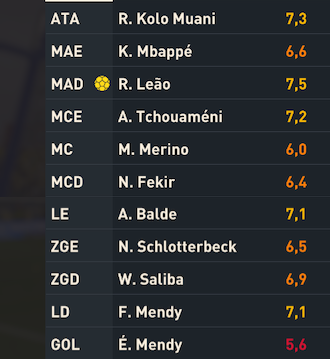 ATA R. Kolo Muani 7,3
MAE K. Mbappé 6,6
MAD R. Leão 7,5
MCE A. Tchouaméni 7,2
MC M. Merino 6,0
MCD N. Fekir 6,4
LE A. Balde 7,1
ZGE N. Schlotterbeck 6,5
ZGD W. Saliba 6,9
LD F. Mendy 7,1
GOL É. Mendy 5,6